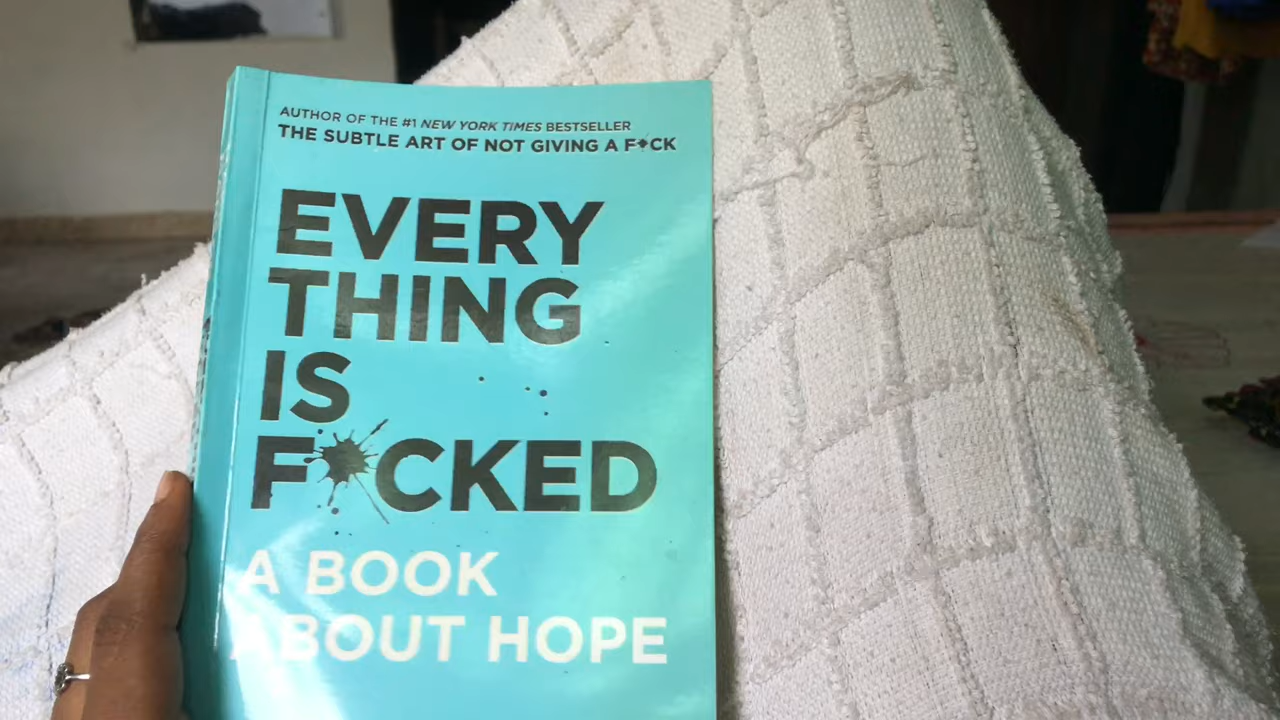 AUTHOR OF THE #1 NEW YORK TIMES BESTSELLER
THE SUBTLE ART OF NOT GIVING A F*CK
EVERY
THING
IS
F*CKED
A BOOK
ABOUT HOPE